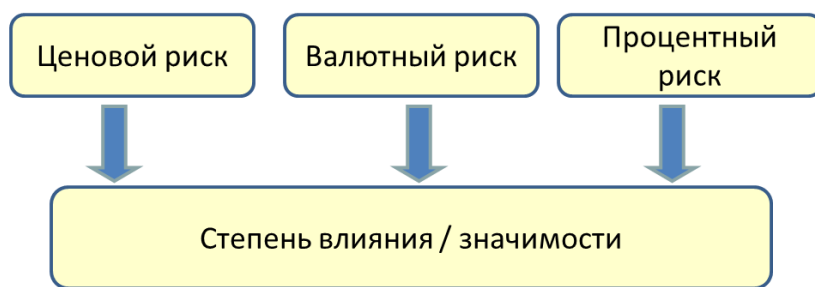 Ценовой риск
Валютный риск
Процентный
риск
Степень влияния / значимости